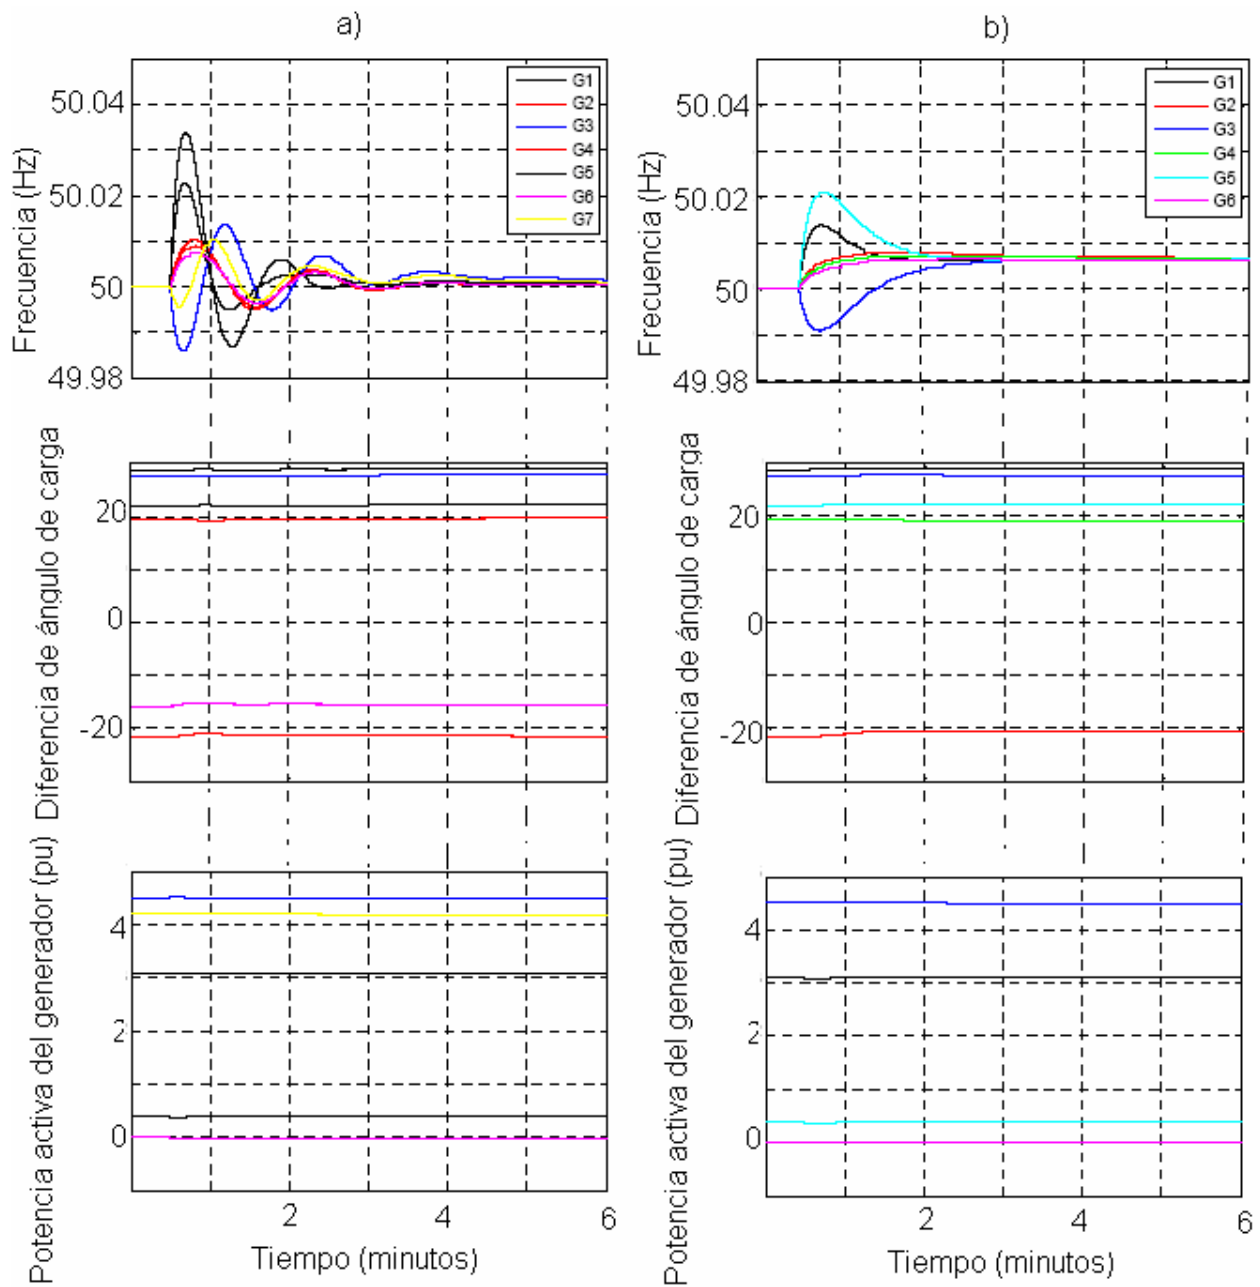 a)
50.04
50.02
50
49.98
Frecuencia (Hz)
G1
G2
G3
G4
G5
G6
G7
20
0
-20
Diferencia de ángulo de carga
4
2
0
Potencia activa del generador (pu)
2
4
6
Tiempo (minutos)
b)
50.04
50.02
50
49.98
Frecuencia (Hz)
G1
G2
G3
G4
G5
G6
20
0
-20
Diferencia de ángulo de carga
4
2
0
Potencia activa del generador (pu)
2
4
6
Tiempo (minutos)